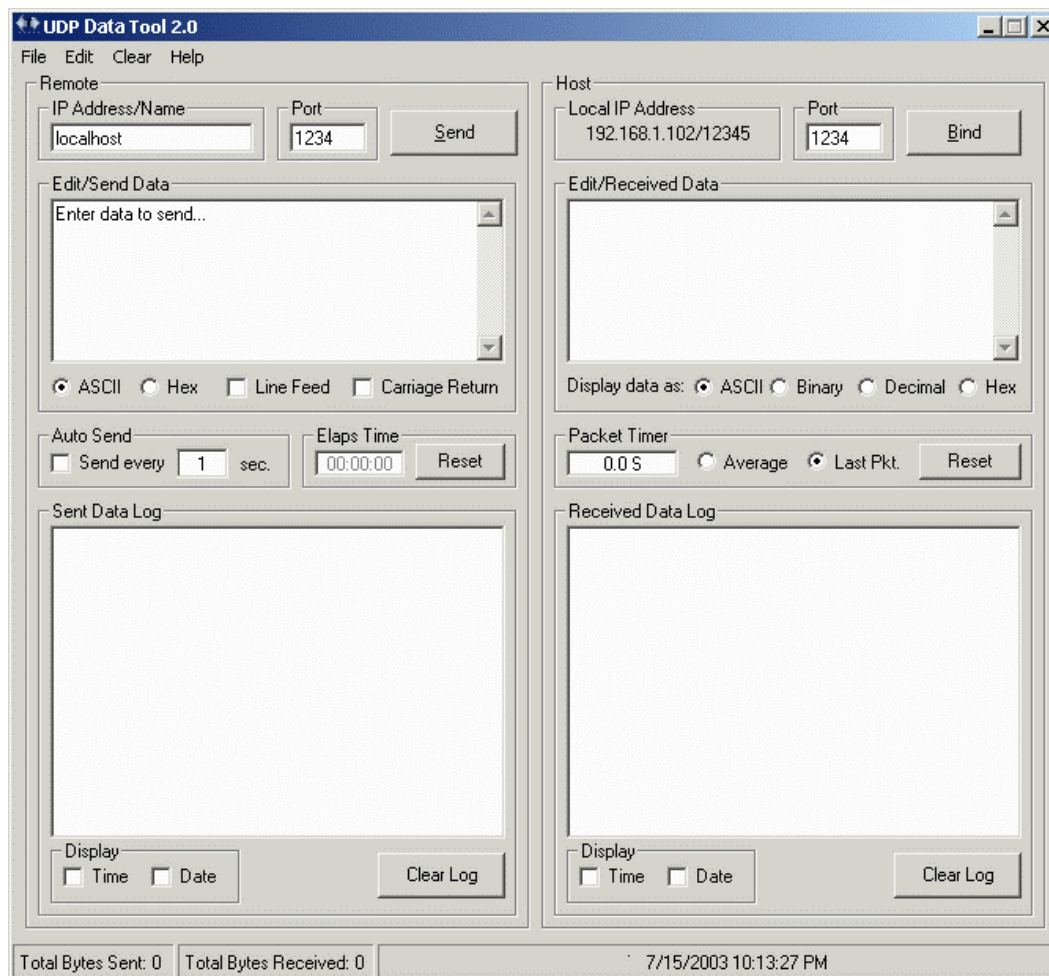 UDP Data Tool 2.0
File Edit Clear Help
Remote
IP Address/Name
localhost
Port
1234
Send
Edit/Send Data
Enter data to send...
ASCII Hex Line Feed Carriage Return
Auto Send
Send every 1 sec.
Elaps Time
00:00:00
Reset
Sent Data Log
Display
Time Date
Clear Log
Host
Local IP Address
192.168.1.102/12345
Port
1234
Bind
Edit/Received Data
Display data as: ASCII Binary Decimal Hex
Packet Timer
0.0 S Average Last Pkt. Reset
Received Data Log
Display
Time Date
Clear Log
Total Bytes Sent: 0 Total Bytes Received: 0 7/15/2003 10:13:27 PM